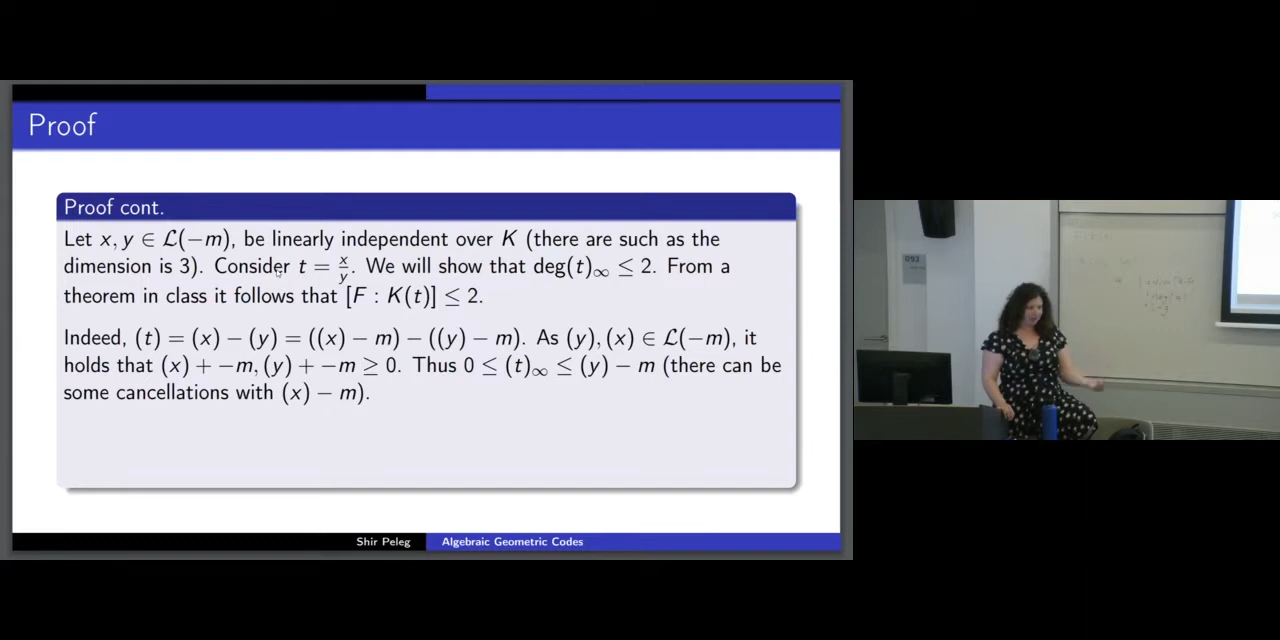 Proof
Proof cont.
Let x, y ∈ ℒ(−m), be linearly independent over K (there are such as the
dimension is 3). Consider t = x/y. We will show that deg(t)∞ ≤ 2. From a
theorem in class it follows that [F : K(t)] ≤ 2.
Indeed, (t) = (x) − (y) = ((x) − m) − ((y) − m). As (y), (x) ∈ ℒ(−m), it
holds that (x) + −m, (y) + −m ≥ 0. Thus 0 ≤ (t)∞ ≤ (y) − m (there can be
some cancellations with (x) − m).
Shir Peleg
Algebraic Geometric Codes